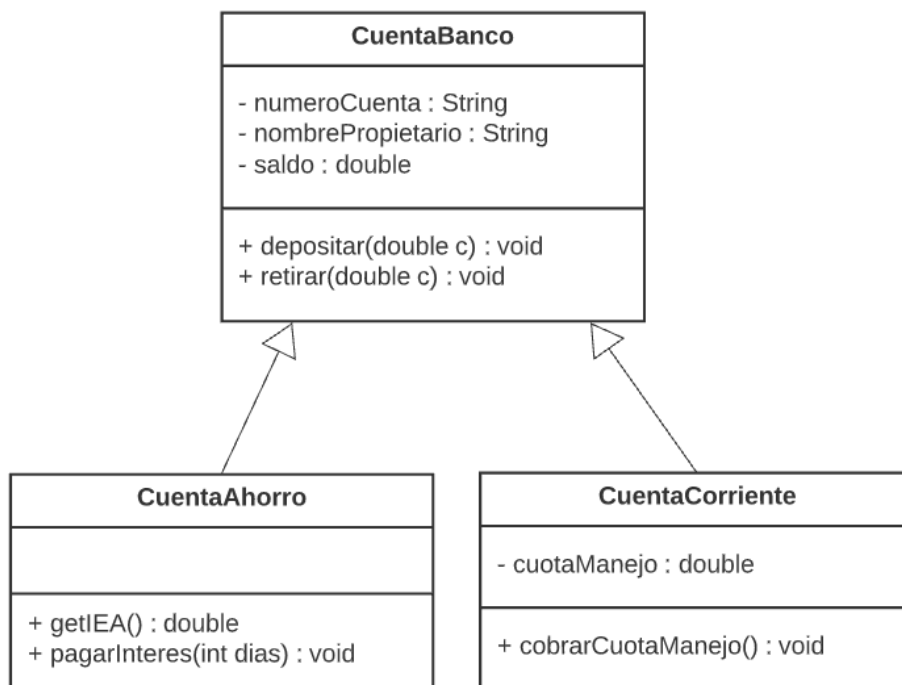 CuentaBanco
- numeroCuenta : String
- nombrePropietario : String
- saldo : double
+ depositar(double c) : void
+ retirar(double c) : void
CuentaAhorro
+ getIEA() : double
+ pagarInteres(int dias) : void
CuentaCorriente
- cuotaManejo : double
+ cobrarCuotaManejo() : void